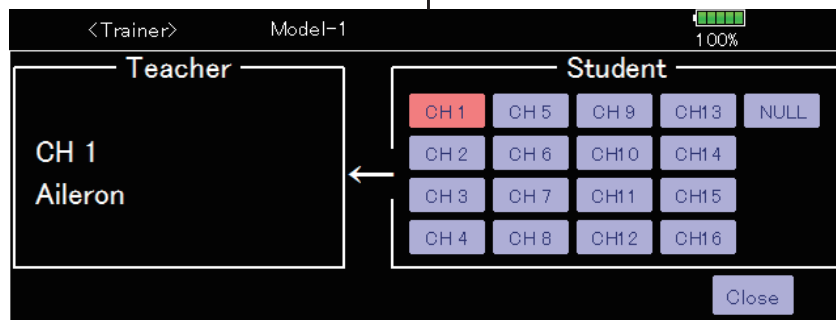 <Trainer> Model-1 100%
Teacher
CH 1
Aileron
Student
CH 1 CH 5 CH 9 CH13 NULL
CH 2 CH 6 CH10 CH14
CH 3 CH 7 CH11 CH15
CH 4 CH 8 CH12 CH16
Close